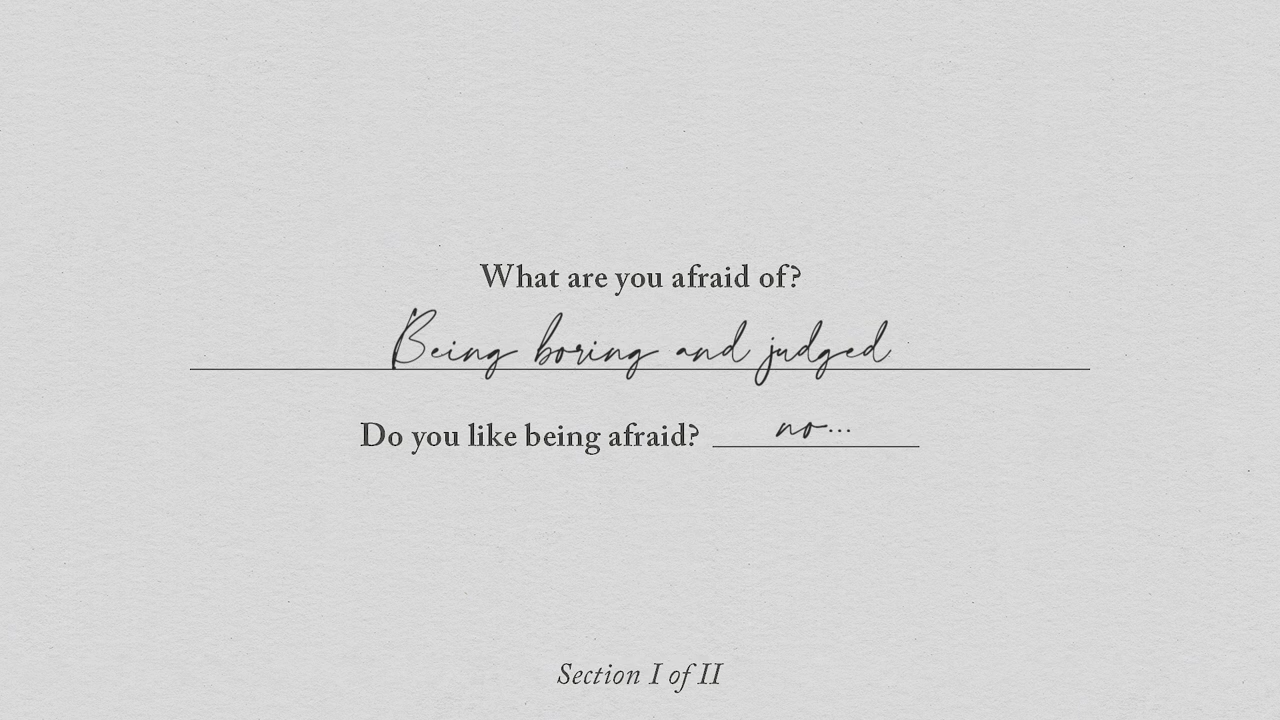 What are you afraid of?
Being boring and judged
Do you like being afraid? no...
Section I of II